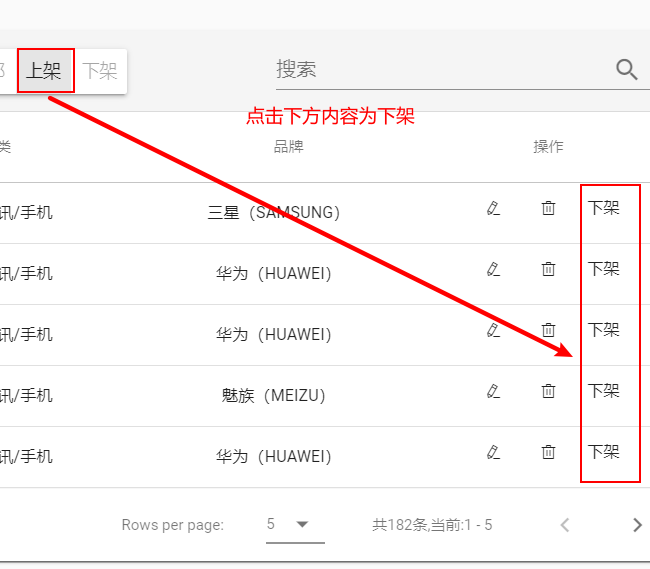 部 上架 下架 搜索
点击下方内容为下架
类 品牌 操作
讯/手机 三星（SAMSUNG） 下架
讯/手机 华为（HUAWEI） 下架
讯/手机 华为（HUAWEI） 下架
讯/手机 魅族（MEIZU） 下架
讯/手机 华为（HUAWEI） 下架
Rows per page: 5 共182条,当前:1 - 5